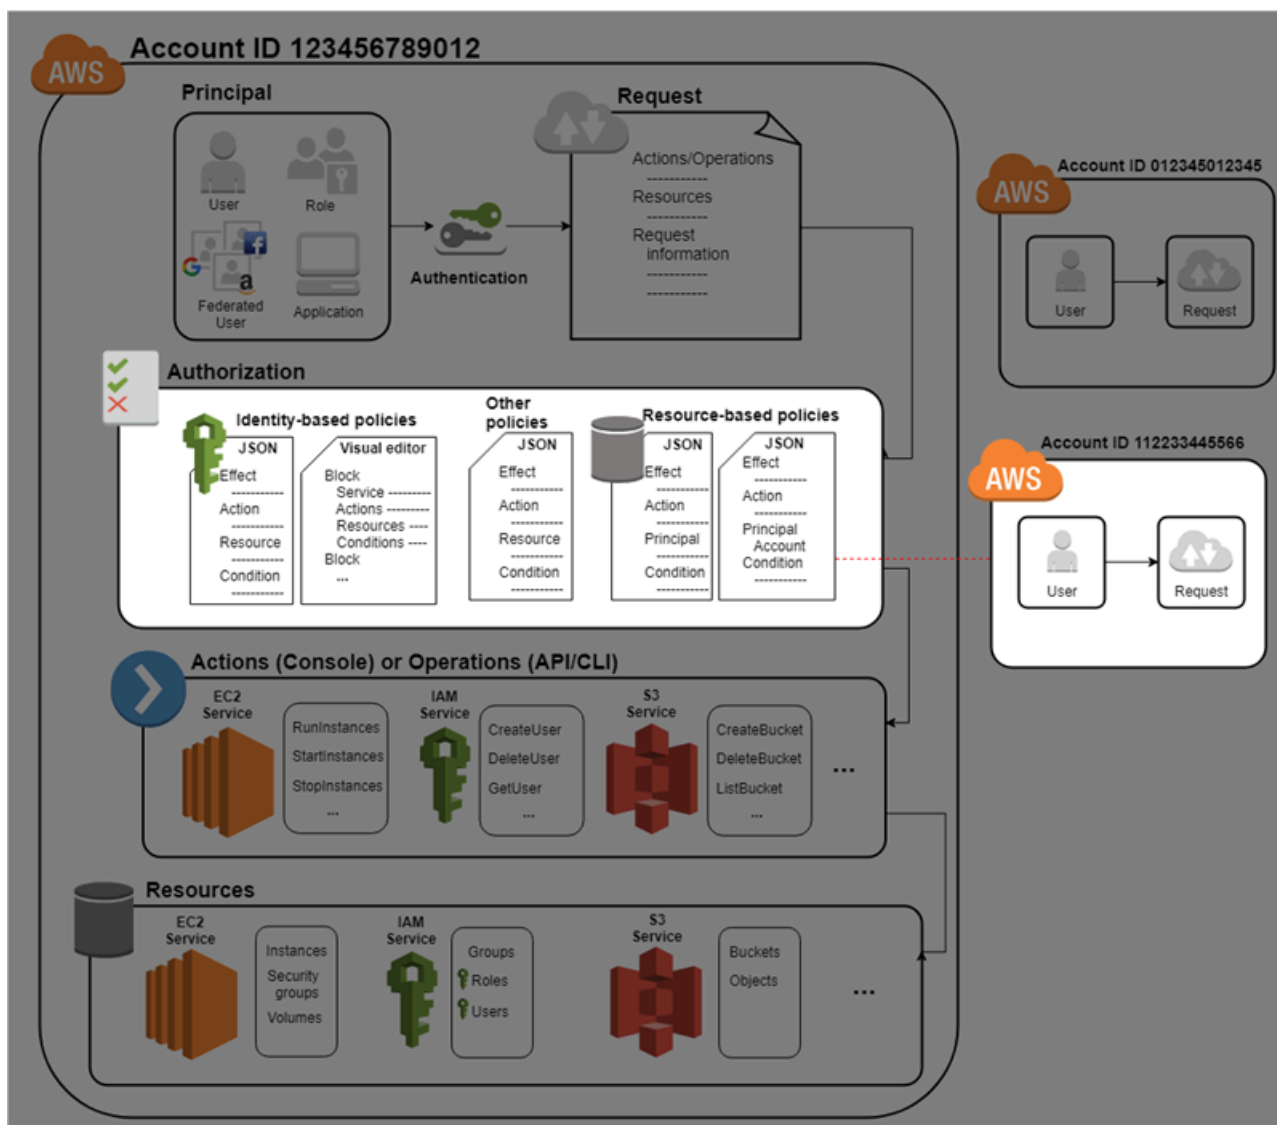 Account ID 123456789012
AWS
Principal
User
Role
Federated
User
Application
Authentication
Request
Actions/Operations
-----------
Resources
-----------
Request
information
-----------
-----------
Account ID 012345012345
AWS
User
Request
Authorization
Identity-based policies
JSON
Effect
-----------
Action
-----------
Resource
-----------
Condition
-----------
Visual editor
Block
Service ---------
Actions ---------
Resources ----
Conditions ----
Block
...
Other
policies
JSON
Effect
-----------
Action
-----------
Resource
-----------
Condition
-----------
Resource-based policies
JSON
Effect
-----------
Action
-----------
Principal
-----------
Condition
-----------
JSON
Effect
-----------
Action
-----------
Principal
Account
Condition
-----------
Account ID 112233445566
AWS
User
Request
Actions (Console) or Operations (API/CLI)
EC2
Service
RunInstances
StartInstances
StopInstances
...
IAM
Service
CreateUser
DeleteUser
GetUser
...
S3
Service
CreateBucket
DeleteBucket
ListBucket
...
...
Resources
EC2
Service
Instances
Security
groups
Volumes
IAM
Service
Groups
Roles
Users
S3
Service
Buckets
Objects
...